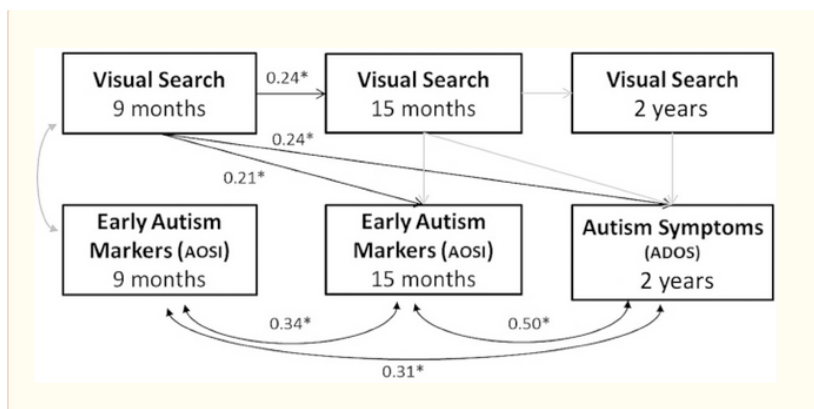 Visual Search
9 months
0.24*
Visual Search
15 months
Visual Search
2 years
0.24*
0.21*
Early Autism
Markers (AOSI)
9 months
Early Autism
Markers (AOSI)
15 months
Autism Symptoms
(ADOS)
2 years
0.34*
0.50*
0.31*